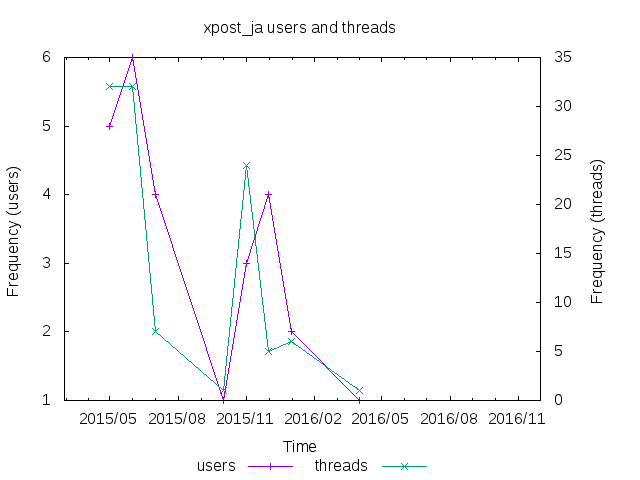 xpost_ja users and threads
6
5
4
3
2
1
35
30
25
20
15
10
5
0
Frequency (users)
Frequency (threads)
2015/05 2015/08 2015/11 2016/02 2016/05 2016/08 2016/11
Time
users threads